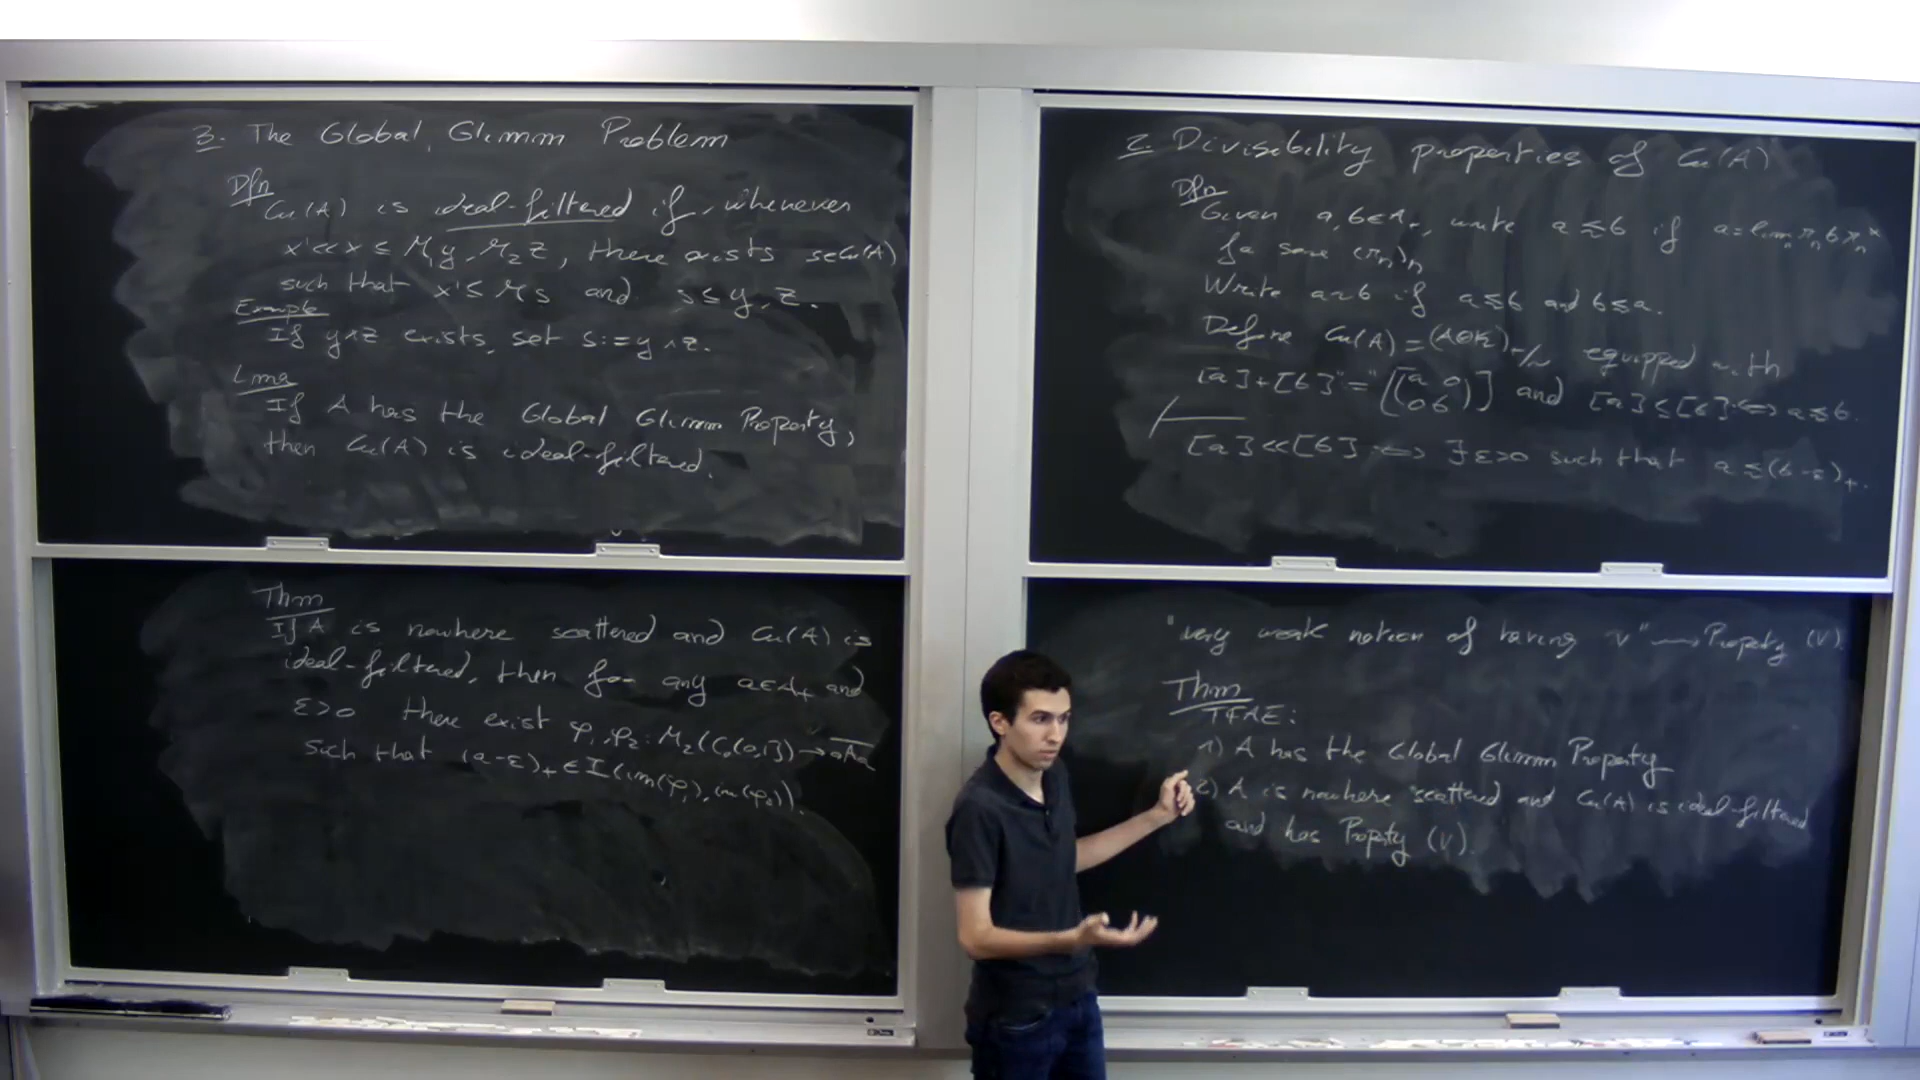 3. The Global Glimm Problem
Dfn
Cu(A) is ideal-filtered if, whenever
x'≪x ≤ M₁y, M₂z, there exists s∈Cu(A)
such that x' ≤ Ms and s ≤ y, z.
Example
If y∧z exists, set s:=y∧z.
Lma
If A has the Global Glimm Property,
then Cu(A) is ideal-filtered.
Thm
If A is nowhere scattered and Cu(A) is
ideal-filtered, then for any a∈A₊ and
ε>0 there exist φ₁,φ₂: M₂(C₀(0,1]) → \overline{aAa}
such that (a-ε)₊ ∈ I(im(φ₁), im(φ₂)).
2. Divisibility properties of Cu(A)
Dfn
Given a, b∈A₊, write a≾b if a=limₙ rₙ b rₙ*
for some (rₙ)ₙ
Write a~b if a≾b and b≾a.
Define Cu(A)=(A⊗K)₊/~ equipped with
[a]+[b]"="[(a 0 0 b)] and [a]≤[b]:⟺a≾b.
[a]≪[b] ⟺ ∃ε>0 such that a≾(b-ε)₊.
"very weak notion of having ∨" ⟶ Property (V).
Thm
TFAE:
1) A has the Global Glimm Property
2) A is nowhere scattered and Cu(A) is ideal-filtered
and has Property (V).